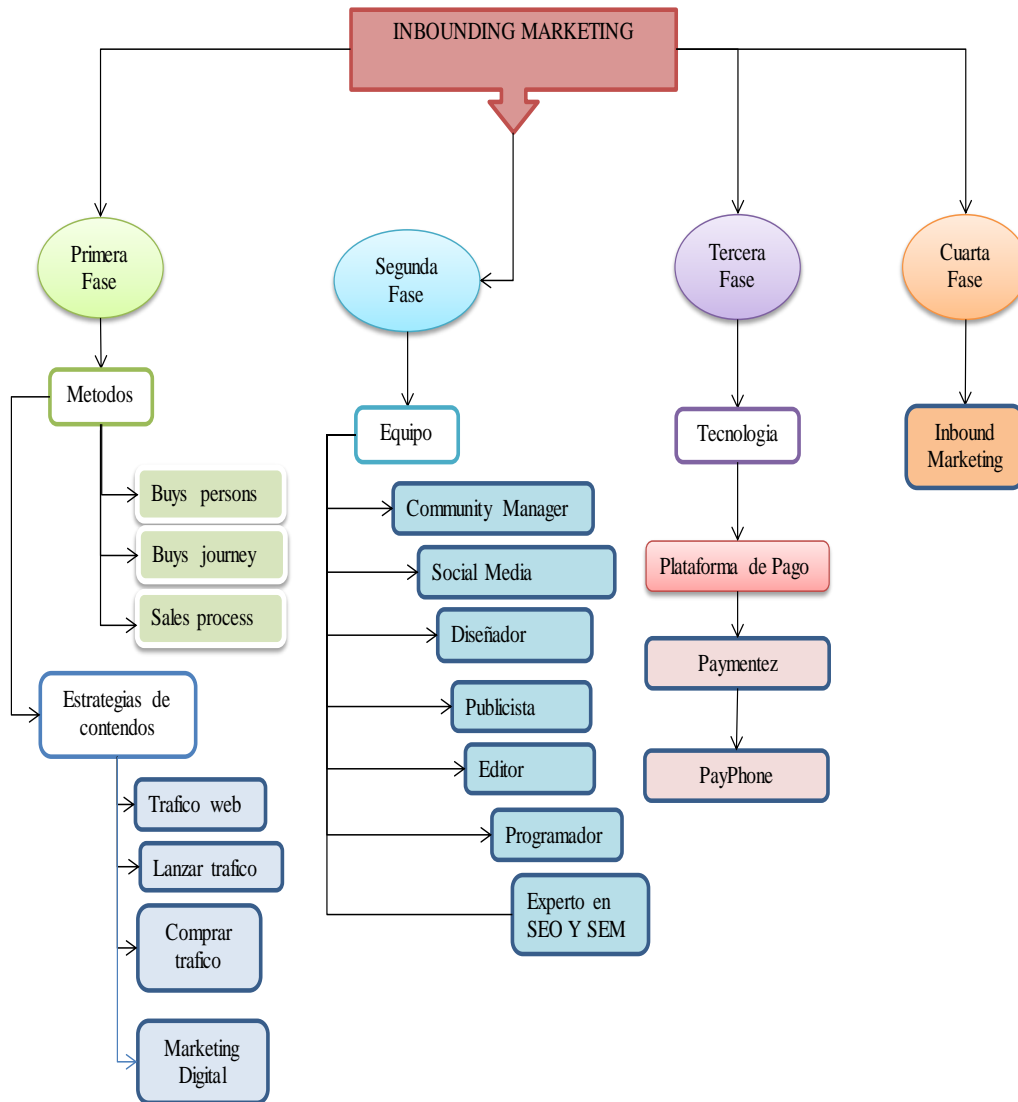 INBOUNDING MARKETING
Primera
Fase
Segunda
Fase
Tercera
Fase
Cuarta
Fase
Metodos
Buys persons
Buys journey
Sales process
Estrategias de
contendos
Trafico web
Lanzar trafico
Comprar
trafico
Marketing
Digital
Equipo
Community Manager
Social Media
Diseñador
Publicista
Editor
Programador
Experto en
SEO Y SEM
Tecnologia
Plataforma de Pago
Paymentez
PayPhone
Inbound
Marketing